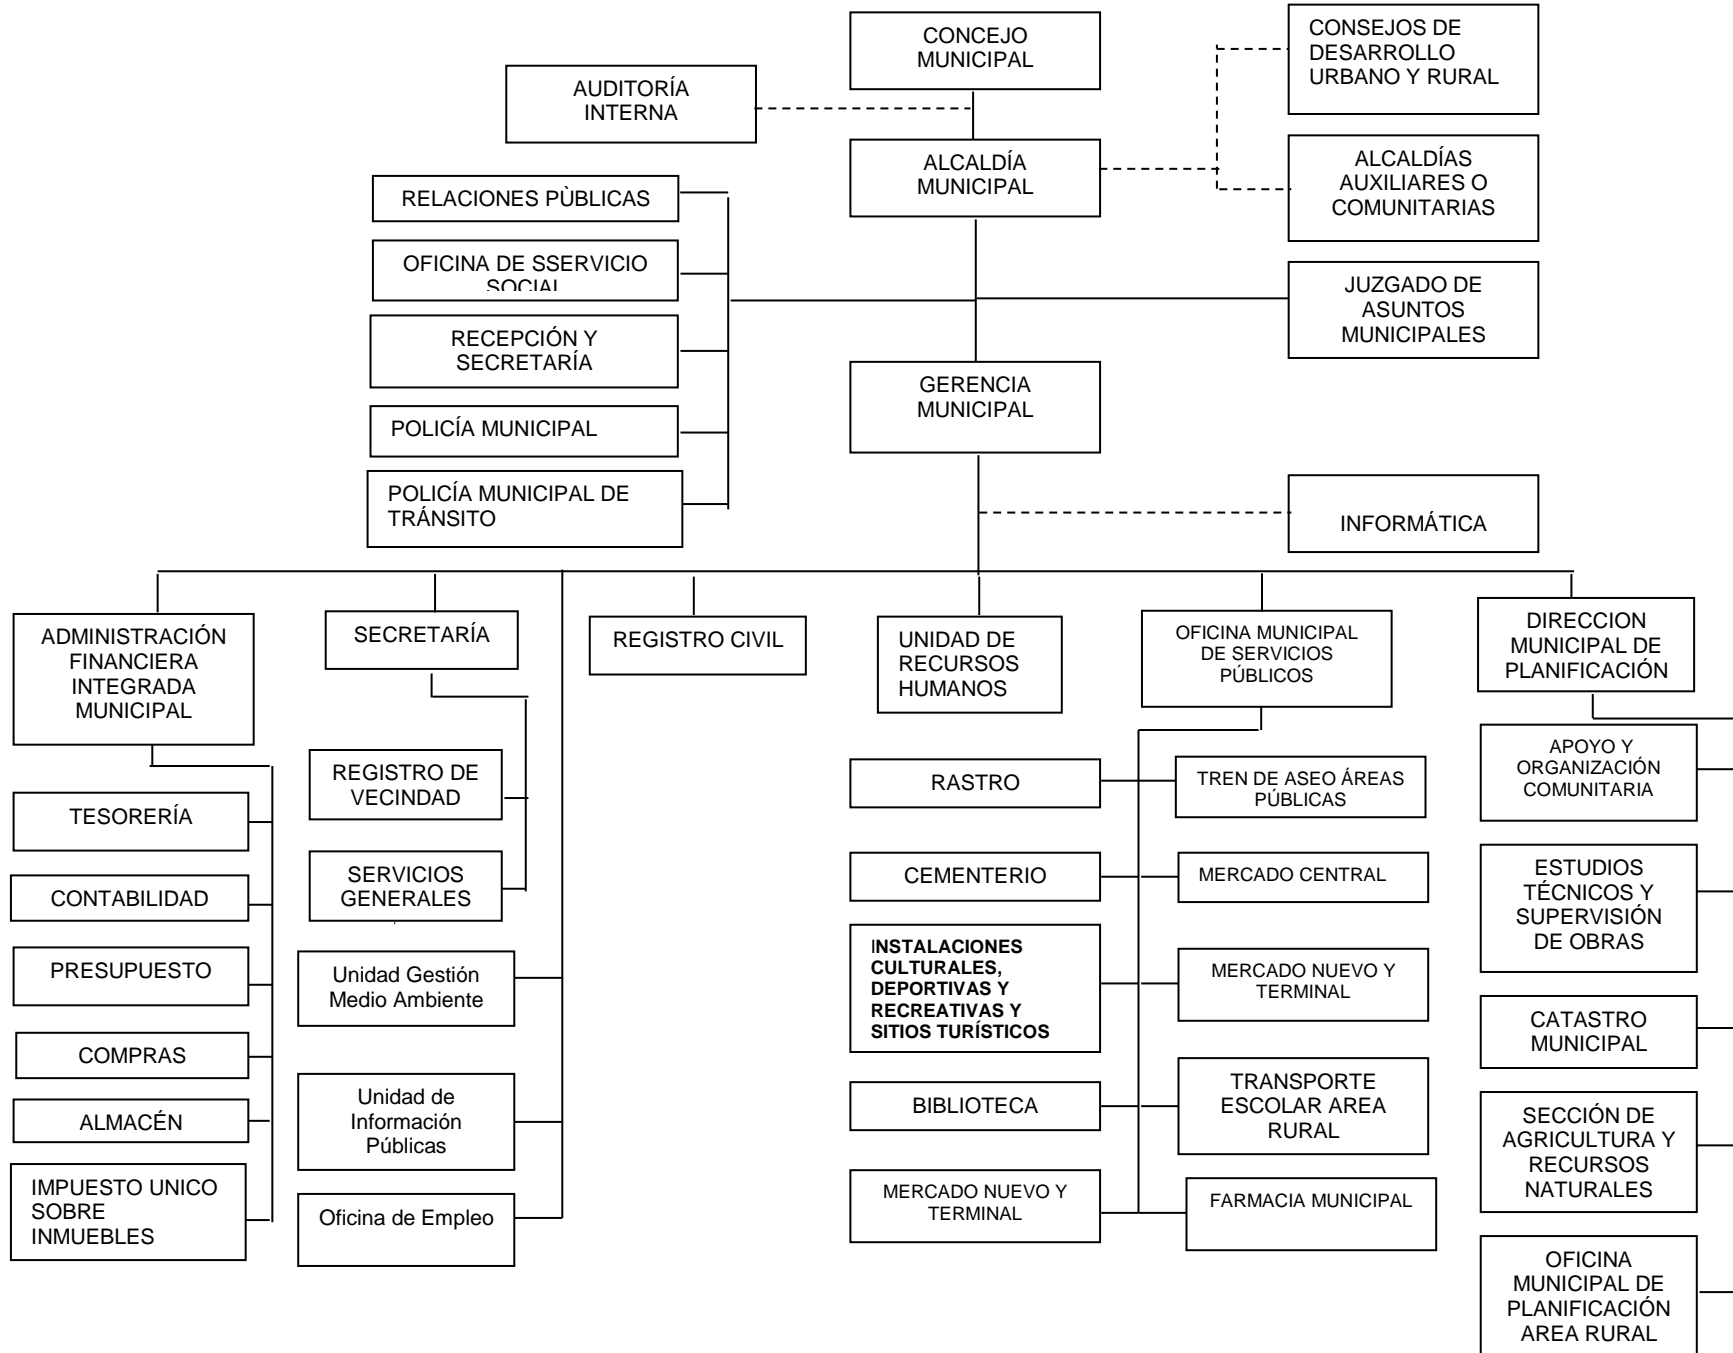 CONCEJO
MUNICIPAL
CONSEJOS DE
DESARROLLO
URBANO Y RURAL
AUDITORÍA
INTERNA
ALCALDÍA
MUNICIPAL
ALCALDÍAS
AUXILIARES O
COMUNITARIAS
RELACIONES PÙBLICAS
OFICINA DE SSERVICIO
SOCIAL
JUZGADO DE
ASUNTOS
MUNICIPALES
RECEPCIÓN Y
SECRETARÍA
GERENCIA
MUNICIPAL
POLICÍA MUNICIPAL
POLICÍA MUNICIPAL DE
TRÁNSITO
INFORMÁTICA
ADMINISTRACIÓN
FINANCIERA
INTEGRADA
MUNICIPAL
SECRETARÍA
REGISTRO CIVIL
UNIDAD DE
RECURSOS
HUMANOS
OFICINA MUNICIPAL
DE SERVICIOS
PÚBLICOS
DIRECCION
MUNICIPAL DE
PLANIFICACIÓN
TESORERÍA
CONTABILIDAD
PRESUPUESTO
COMPRAS
ALMACÉN
IMPUESTO UNICO
SOBRE
INMUEBLES
REGISTRO DE
VECINDAD
SERVICIOS
GENERALES
Unidad Gestión
Medio Ambiente
Unidad de
Información
Públicas
Oficina de Empleo
RASTRO
CEMENTERIO
INSTALACIONES
CULTURALES,
DEPORTIVAS Y
RECREATIVAS Y
SITIOS TURÍSTICOS
BIBLIOTECA
MERCADO NUEVO Y
TERMINAL
TREN DE ASEO ÁREAS
PÚBLICAS
MERCADO CENTRAL
MERCADO NUEVO Y
TERMINAL
TRANSPORTE
ESCOLAR AREA
RURAL
FARMACIA MUNICIPAL
APOYO Y
ORGANIZACIÓN
COMUNITARIA
ESTUDIOS
TÉCNICOS Y
SUPERVISIÓN
DE OBRAS
CATASTRO
MUNICIPAL
SECCIÓN DE
AGRICULTURA Y
RECURSOS
NATURALES
OFICINA
MUNICIPAL DE
PLANIFICACIÓN
AREA RURAL